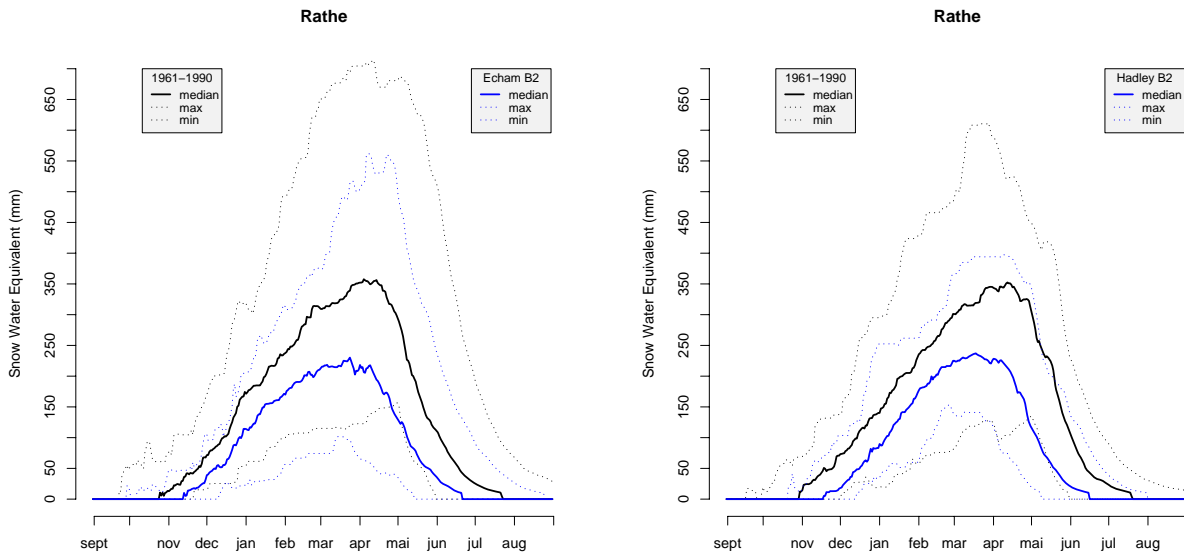 Rathe
1961–1990
median
max
min
Echam B2
median
max
min
Snow Water Equivalent (mm)
650
550
450
350
250
150
50
0
sept
nov
dec
jan
feb
mar
apr
mai
jun
jul
aug
Rathe
1961–1990
median
max
min
Hadley B2
median
max
min
Snow Water Equivalent (mm)
650
550
450
350
250
150
50
0
sept
nov
dec
jan
feb
mar
apr
mai
jun
jul
aug